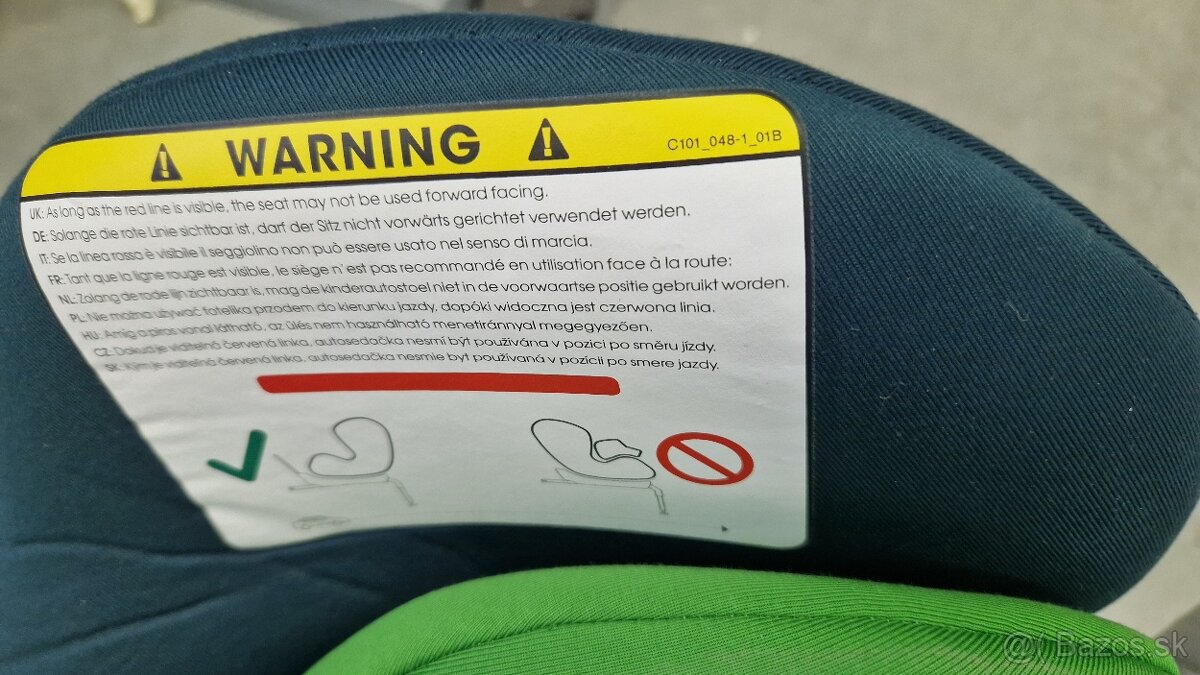 WARNING
C101_048-1_01B
UK: As long as the red line is visible, the seat may not be used forward facing.
DE: Solange die rote Linie sichtbar ist, darf der Sitz nicht vorwärts gerichtet verwendet werden.
IT: Se la linea rossa è visibile il seggiolino non può essere usato nel senso di marcia.
FR: Tant que la ligne rouge est visible, le siège n' est pas recommandé en utilisation face à la route:
NL: Zolang de rode lijn zichtbaar is, mag de kinderautostoel niet in de voorwaartse positie gebruikt worden.
PL: Nie można używać fotelika przodem do kierunku jazdy, dopóki widoczna jest czerwona linia.
HU: Amíg a piros vonal látható, az ülés nem használható menetiránnyal megegyezően.
CZ: Dokud je viditelná červená linka, autosedačka nesmí být používána v pozici po směru jízdy.
SK: Kým je viditelná červená linka, autosedačka nesmie byt používaná v pozícii po smere jazdy.
Bazos.sk